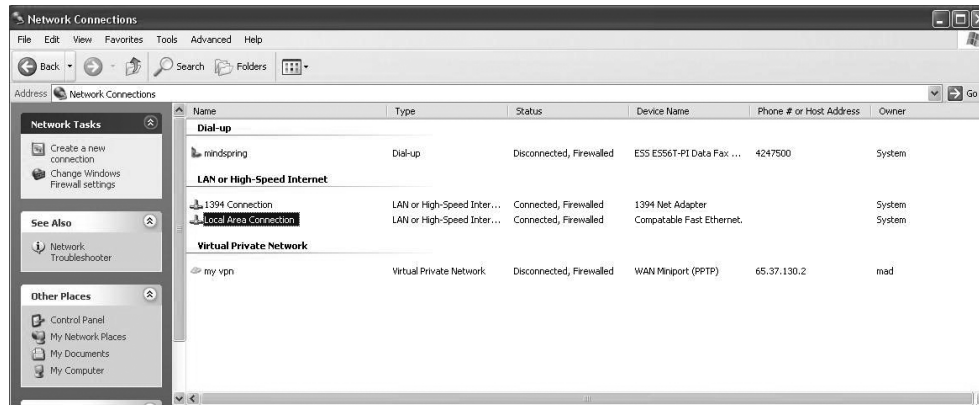 Network Connections
File Edit View Favorites Tools Advanced Help
Back Search Folders
Address Network Connections Go
Network Tasks
Create a new
connection
Change Windows
Firewall settings
See Also
Network
Troubleshooter
Other Places
Control Panel
My Network Places
My Documents
My Computer
Name Type Status Device Name Phone # or Host Address Owner
Dial-up
mindspring Dial-up Disconnected, Firewalled ESS ES56T-PI Data Fax ... 4247500 System
LAN or High-Speed Internet
1394 Connection LAN or High-Speed Inter... Connected, Firewalled 1394 Net Adapter System
Local Area Connection LAN or High-Speed Inter... Connected, Firewalled Compatable Fast Ethernet. System
Virtual Private Network
my vpn Virtual Private Network Disconnected, Firewalled WAN Miniport (PPTP) 65.37.130.2 mad